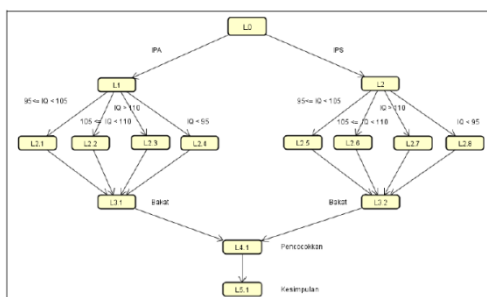 L0
IPA
IPS
L1
L2
95<= IQ < 105
IQ > 110
105 <= IQ <110
IQ < 95
95<= IQ < 105
IQ > 110
105 <= IQ <110
IQ < 95
L2.1
L2.2
L2.3
L2.4
L2.5
L2.6
L2.7
L2.8
L3.1
Bakat
Bakat
L3.2
L4.1
Pencocokkan
L5.1
Kesimpulan